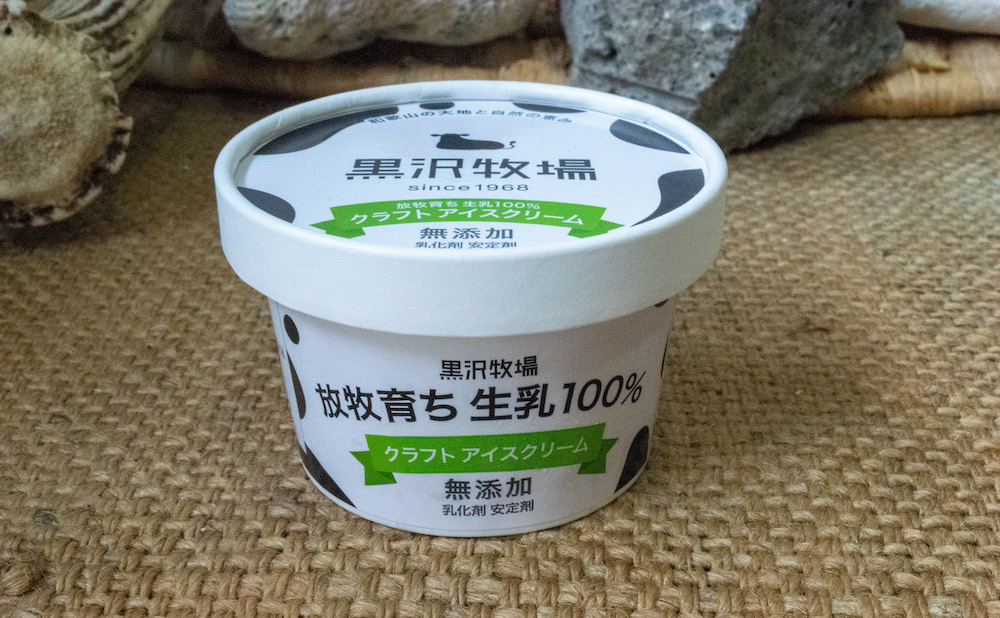 和歌山の大地と自然の恵み
黒沢牧場
since1968
放牧育ち 生乳100%
クラフト アイスクリーム
無添加
乳化剤 安定剤
黒沢牧場
放牧育ち 生乳100%
クラフト アイスクリーム
無添加
乳化剤 安定剤